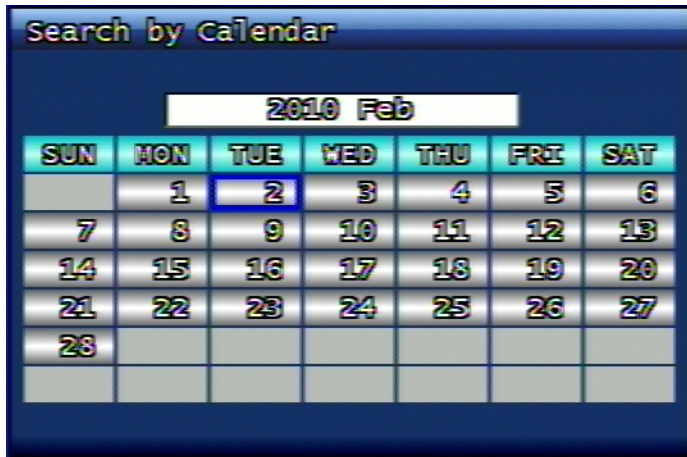 Search by Calendar
2010 Feb
SUN MON TUE WED THU FRI SAT
1 2 3 4 5 6
7 8 9 10 11 12 13
14 15 16 17 18 19 20
21 22 23 24 25 26 27
28